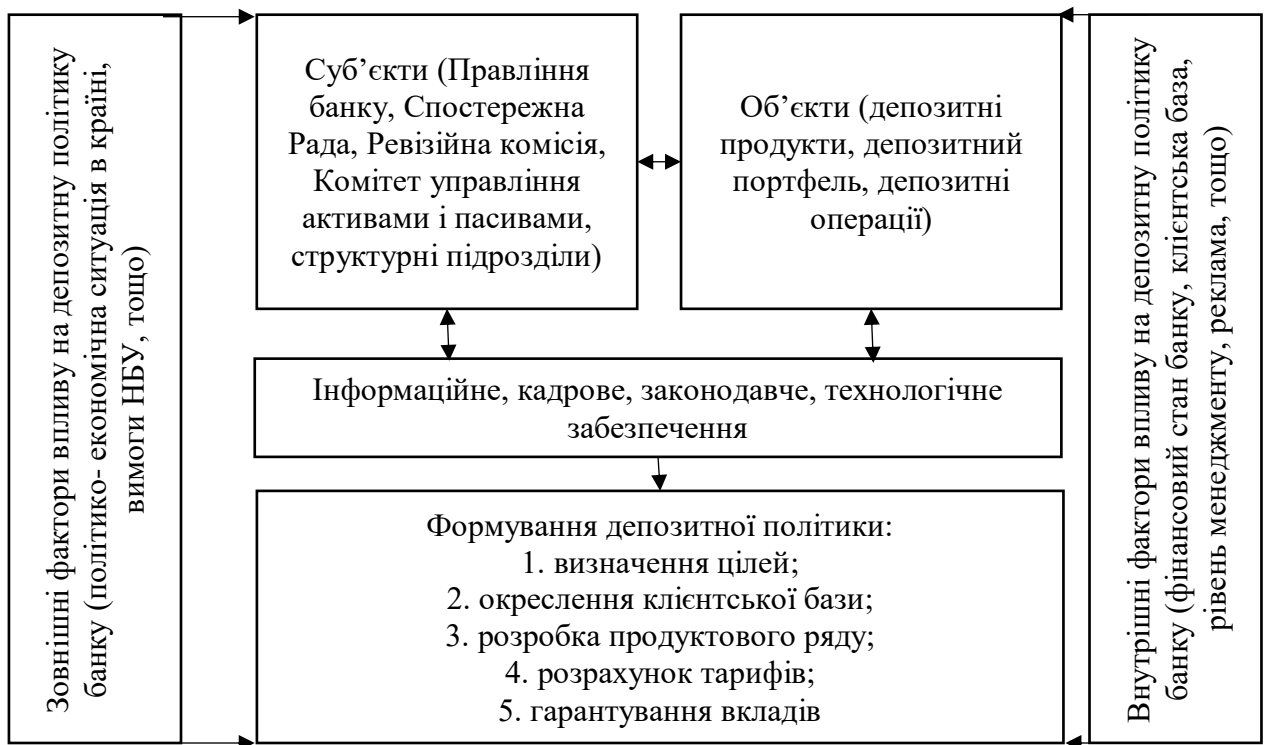 Зовнішні фактори впливу на депозитну політику
банку (політико- економічна ситуація в країні,
вимоги НБУ, тощо)
Суб’єкти (Правління
банку, Спостережна
Рада, Ревізійна комісія,
Комітет управління
активами і пасивами,
структурні підрозділи)
Об’єкти (депозитні
продукти, депозитний
портфель, депозитні
операції)
Інформаційне, кадрове, законодавче, технологічне
забезпечення
Формування депозитної політики:
1. визначення цілей;
2. окреслення клієнтської бази;
3. розробка продуктового ряду;
4. розрахунок тарифів;
5. гарантування вкладів
Внутрішні фактори впливу на депозитну політику
банку (фінансовий стан банку, клієнтська база,
рівень менеджменту, реклама, тощо)